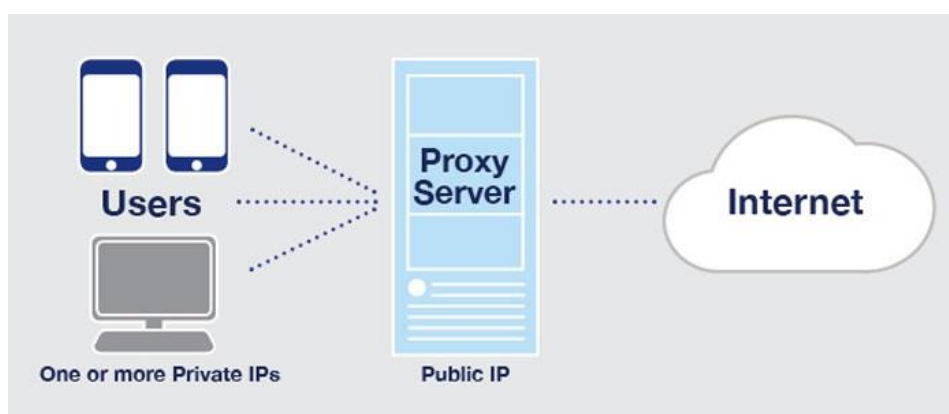 Users
One or more Private IPs
Proxy
Server
Public IP
Internet